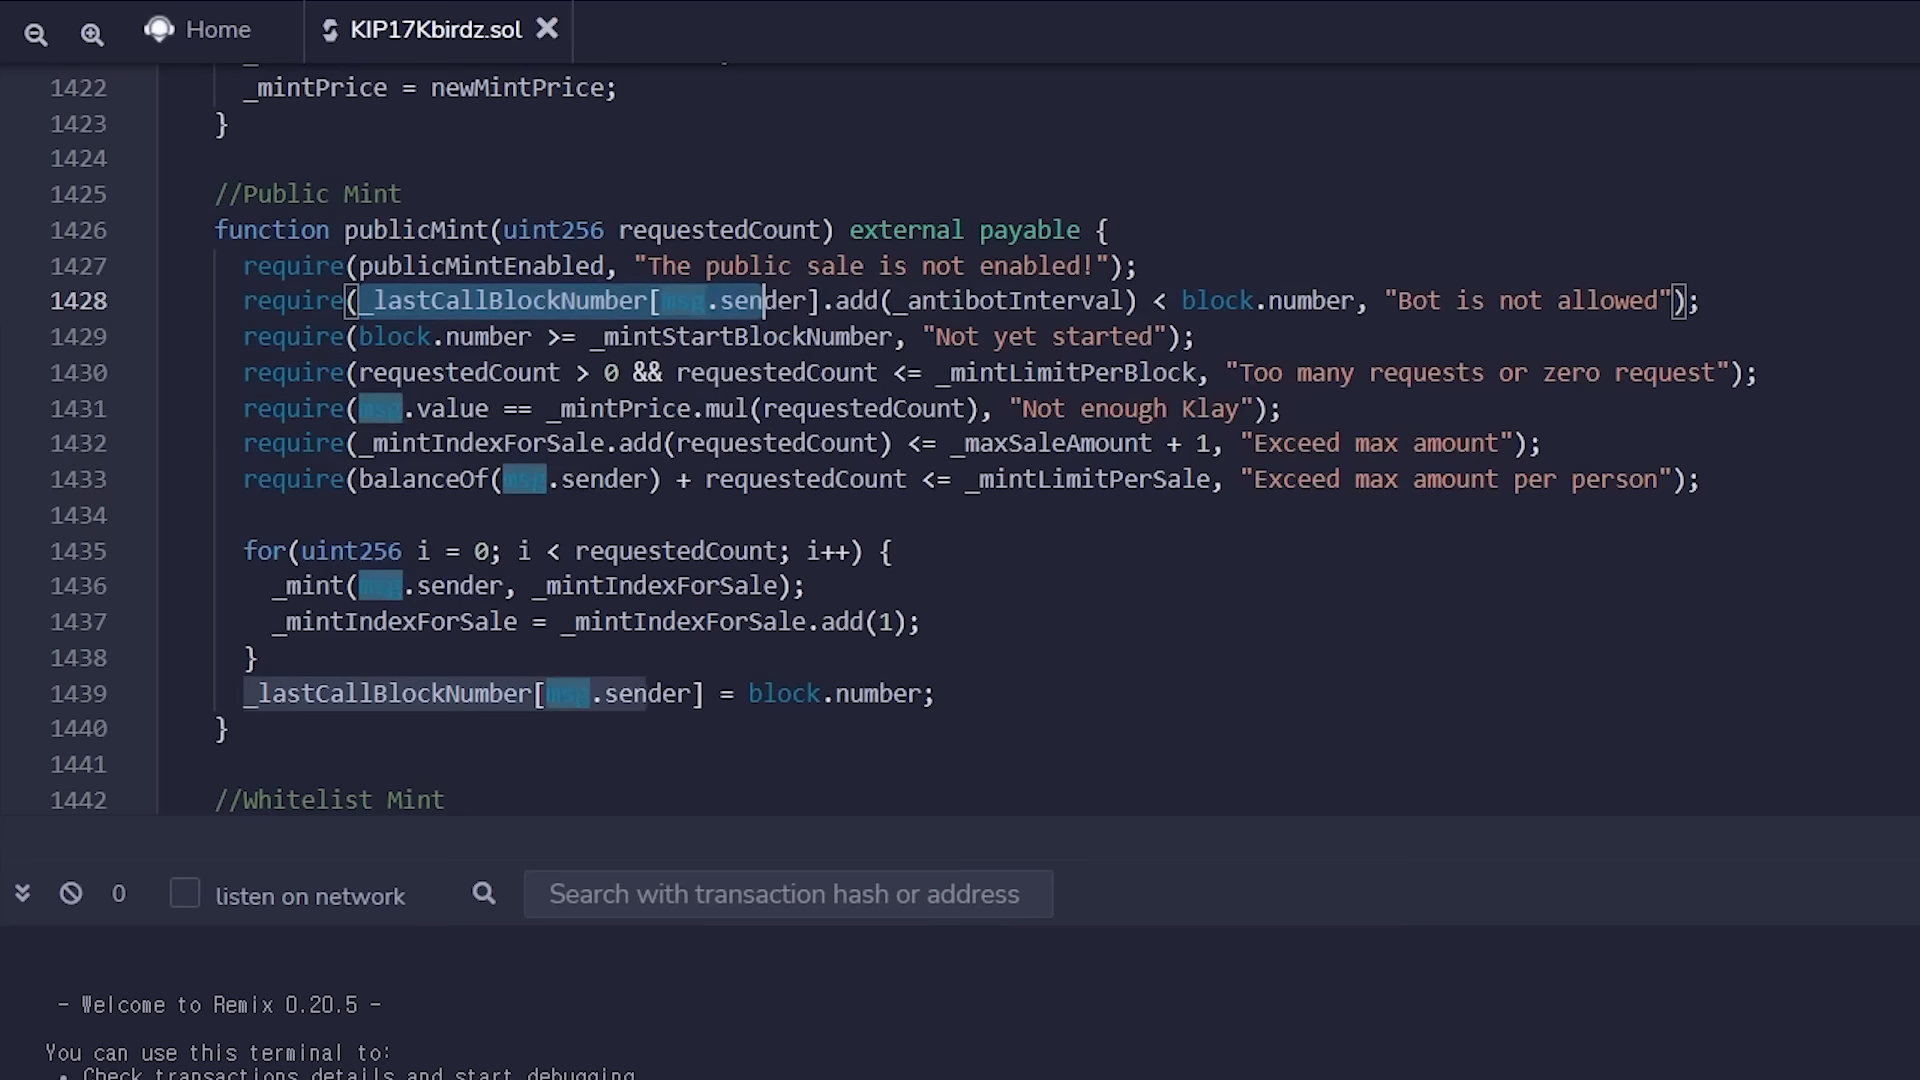 Home KIP17Kbirdz.sol
1422 _mintPrice = newMintPrice;
1423 }
1424
1425 //Public Mint
1426 function publicMint(uint256 requestedCount) external payable {
1427 require(publicMintEnabled, "The public sale is not enabled!");
1428 require(_lastCallBlockNumber[msg.sender].add(_antibotInterval) < block.number, "Bot is not allowed");
1429 require(block.number >= _mintStartBlockNumber, "Not yet started");
1430 require(requestedCount > 0 && requestedCount <= _mintLimitPerBlock, "Too many requests or zero request");
1431 require(msg.value == _mintPrice.mul(requestedCount), "Not enough Klay");
1432 require(_mintIndexForSale.add(requestedCount) <= _maxSaleAmount + 1, "Exceed max amount");
1433 require(balanceOf(msg.sender) + requestedCount <= _mintLimitPerSale, "Exceed max amount per person");
1434
1435 for(uint256 i = 0; i < requestedCount; i++) {
1436 _mint(msg.sender, _mintIndexForSale);
1437 _mintIndexForSale = _mintIndexForSale.add(1);
1438 }
1439 _lastCallBlockNumber[msg.sender] = block.number;
1440 }
1441
1442 //Whitelist Mint
0 listen on network Search with transaction hash or address
- Welcome to Remix 0.20.5 -
You can use this terminal to:
• Check transactions details and start debugging.